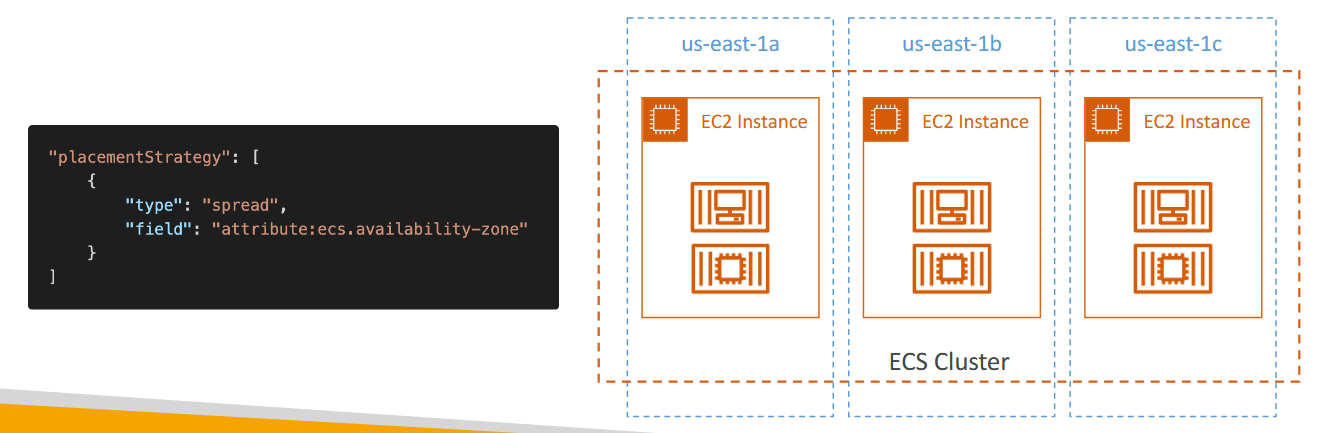 "placementStrategy": [
    {
        "type": "spread",
        "field": "attribute:ecs.availability-zone"
    }
]
us-east-1a
us-east-1b
us-east-1c
EC2 Instance
EC2 Instance
EC2 Instance
ECS Cluster